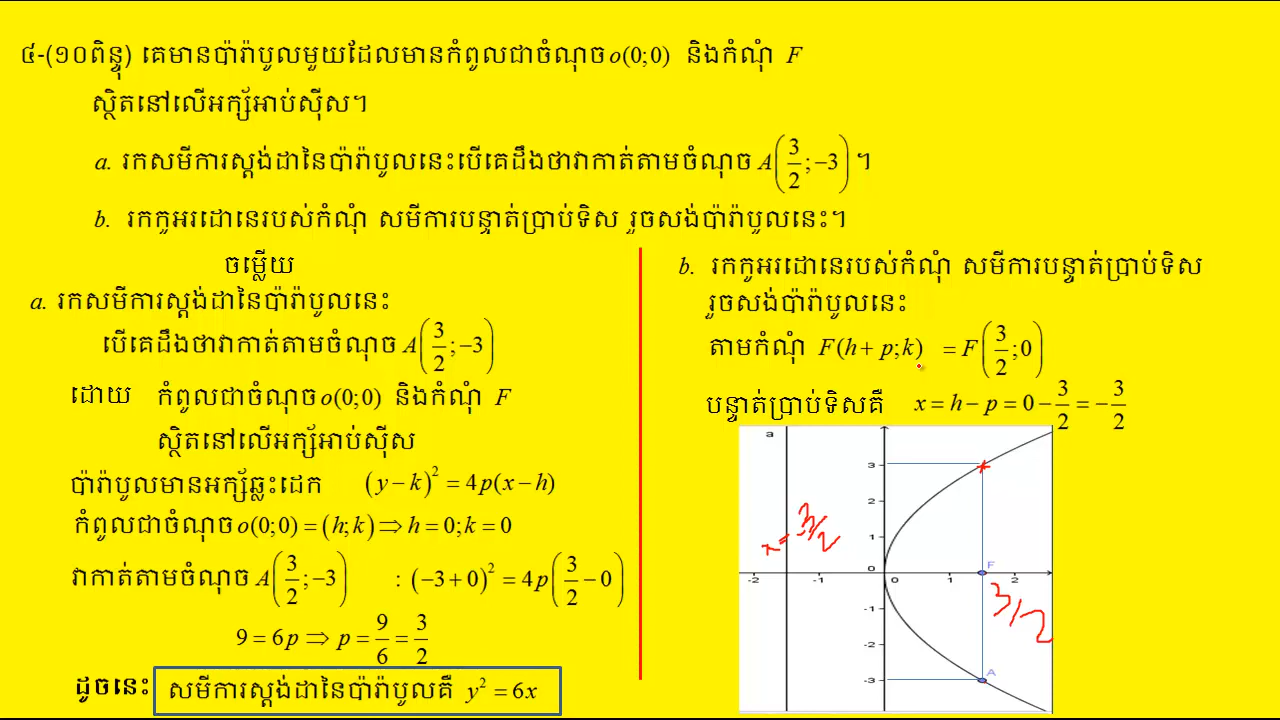 ៤-(១០ពិន្ទុ) គេមានប៉ារ៉ាបូលមួយដែលមានកំពូលជាចំណុច o(0;0) និងកំណុំ F
ស្ថិតនៅលើអក្ស័អាប់ស៊ីស។
a. រកសមីការស្តង់ដានៃប៉ារ៉ាបូលនេះបើគេដឹងថាវាកាត់តាមចំណុច A(3/2;−3)។
b. រកកូអរដោនេរបស់កំណុំ សមីការបន្ទាត់ប្រាប់ទិស រួចសង់ប៉ារ៉ាបូលនេះ។
ចម្លើយ
a. រកសមីការស្តង់ដានៃប៉ារ៉ាបូលនេះ
បើគេដឹងថាវាកាត់តាមចំណុច A(3/2;−3)
ដោយ កំពូលជាចំណុច o(0;0) និងកំណុំ F
ស្ថិតនៅលើអក្ស័អាប់ស៊ីស
ប៉ារ៉ាបូលមានអក្ស័ឆ្លុះដេក (y−k)² = 4p(x−h)
កំពូលជាចំណុច o(0;0) = (h;k) ⇒ h = 0;k = 0
វាកាត់តាមចំណុច A(3/2;−3) : (−3+0)² = 4p(3/2−0)
9 = 6p ⇒ p = 9/6 = 3/2
ដូចនេះ សមីការស្តង់ដានៃប៉ារ៉ាបូលគឺ y² = 6x
b. រកកូអរដោនេរបស់កំណុំ សមីការបន្ទាត់ប្រាប់ទិស
រួចសង់ប៉ារ៉ាបូលនេះ
តាមកំណុំ F(h+p;k) = F(3/2;0)
បន្ទាត់ប្រាប់ទិសគឺ x = h−p = 0−3/2 = −3/2
a
3
2
1
x=-3/2
0
F
-2 -1 0 1 2
3/2
-1
-2
A
-3